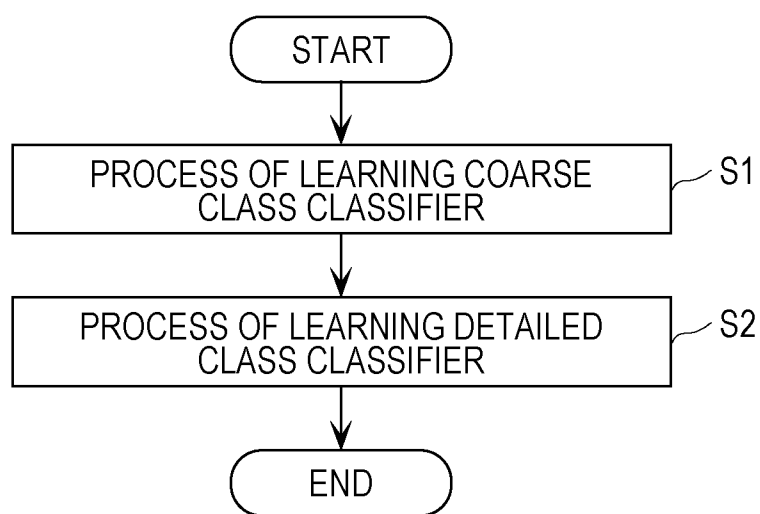 START
PROCESS OF LEARNING COARSE
CLASS CLASSIFIER
S1
PROCESS OF LEARNING DETAILED
CLASS CLASSIFIER
S2
END